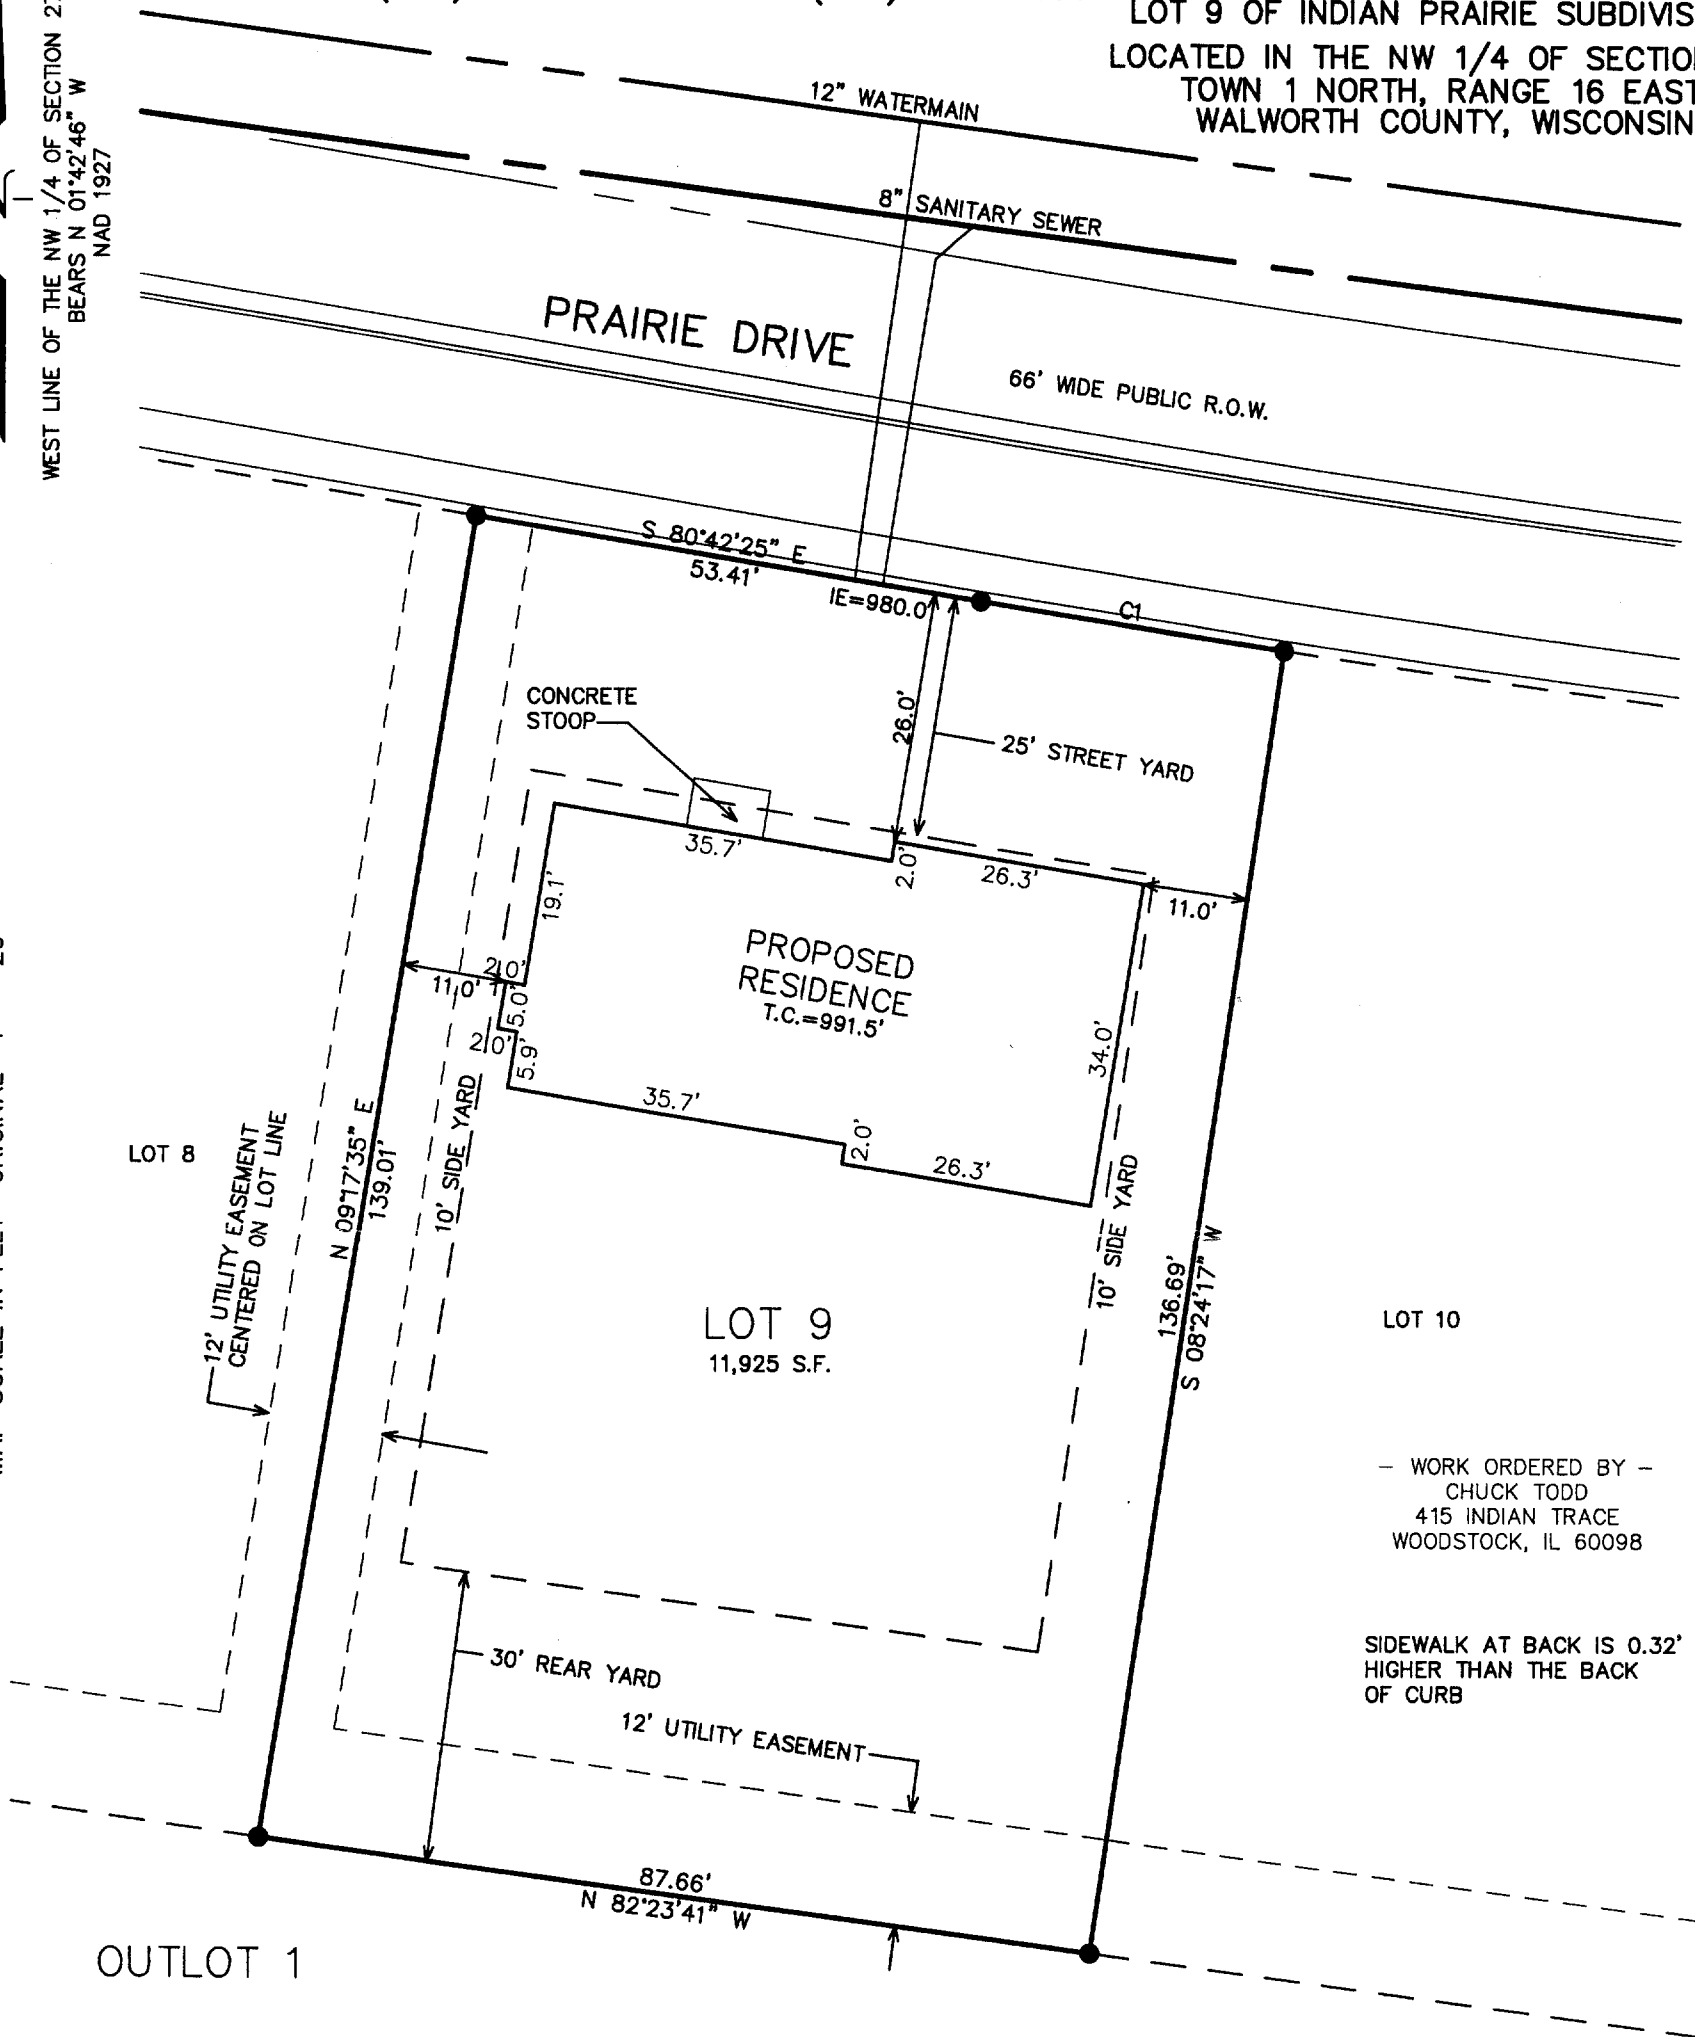 LOT 9 OF INDIAN PRAIRIE
LOCATED IN THE NW 1/4 OF
TOWN 1 NORTH, RANGE 16 EAST
WALWORTH COUNTY, WISCONSIN
WEST LINE OF THE NW 1/4 OF SECTION
BEARS N 01°42'46" W
NAD 1927
12" WATERMAIN
8" SANITARY SEWER
PRAIRIE DRIVE
66' WIDE PUBLIC R.O.W.
S 80°42'25" E
53.41'
IE=980.0'
C1
CONCRETE
STOOP
26.0'
25' STREET YARD
35.7'
2.0'
26.3'
11.0'
19.1'
PROPOSED
RESIDENCE
T.C.=991.5'
2.0'
11.0'
5.0'
2.0'
5.9'
34.0'
35.7'
2.0'
26.3'
LOT 8
12' UTILITY EASEMENT
CENTERED ON LOT LINE
N 09°17'35" E
139.01'
10' SIDE YARD
10' SIDE YARD
136.69'
S 08°24'17" W
LOT 9
11,925 S.F.
LOT 10
– WORK ORDERED BY –
CHUCK TODD
415 INDIAN TRACE
WOODSTOCK, IL 60098
30' REAR YARD
SIDEWALK AT BACK IS 0.32'
HIGHER THAN THE BACK
OF CURB
12' UTILITY EASEMENT
87.66'
N 82°23'41" W
OUTLOT 1